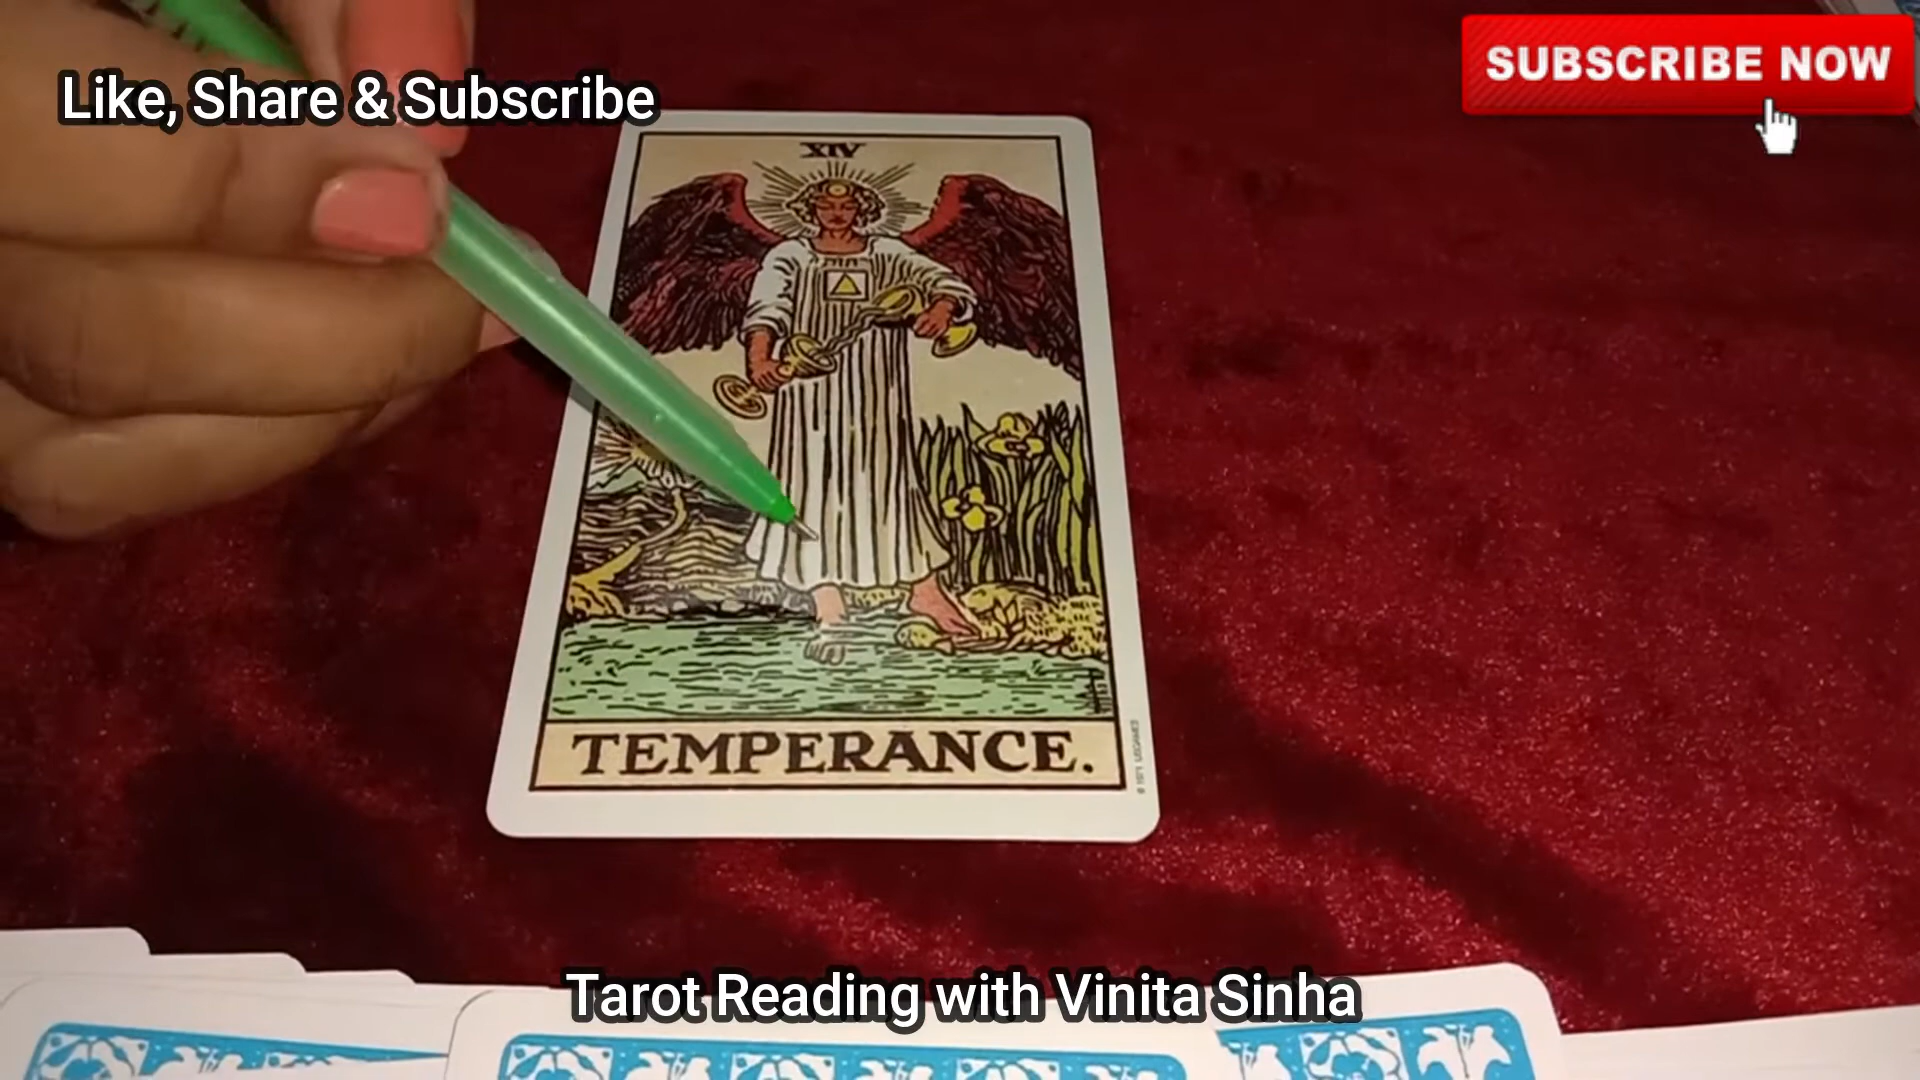 SUBSCRIBE NOW
Like, Share & Subscribe
XIV
TEMPERANCE.
Tarot Reading with Vinita Sinha